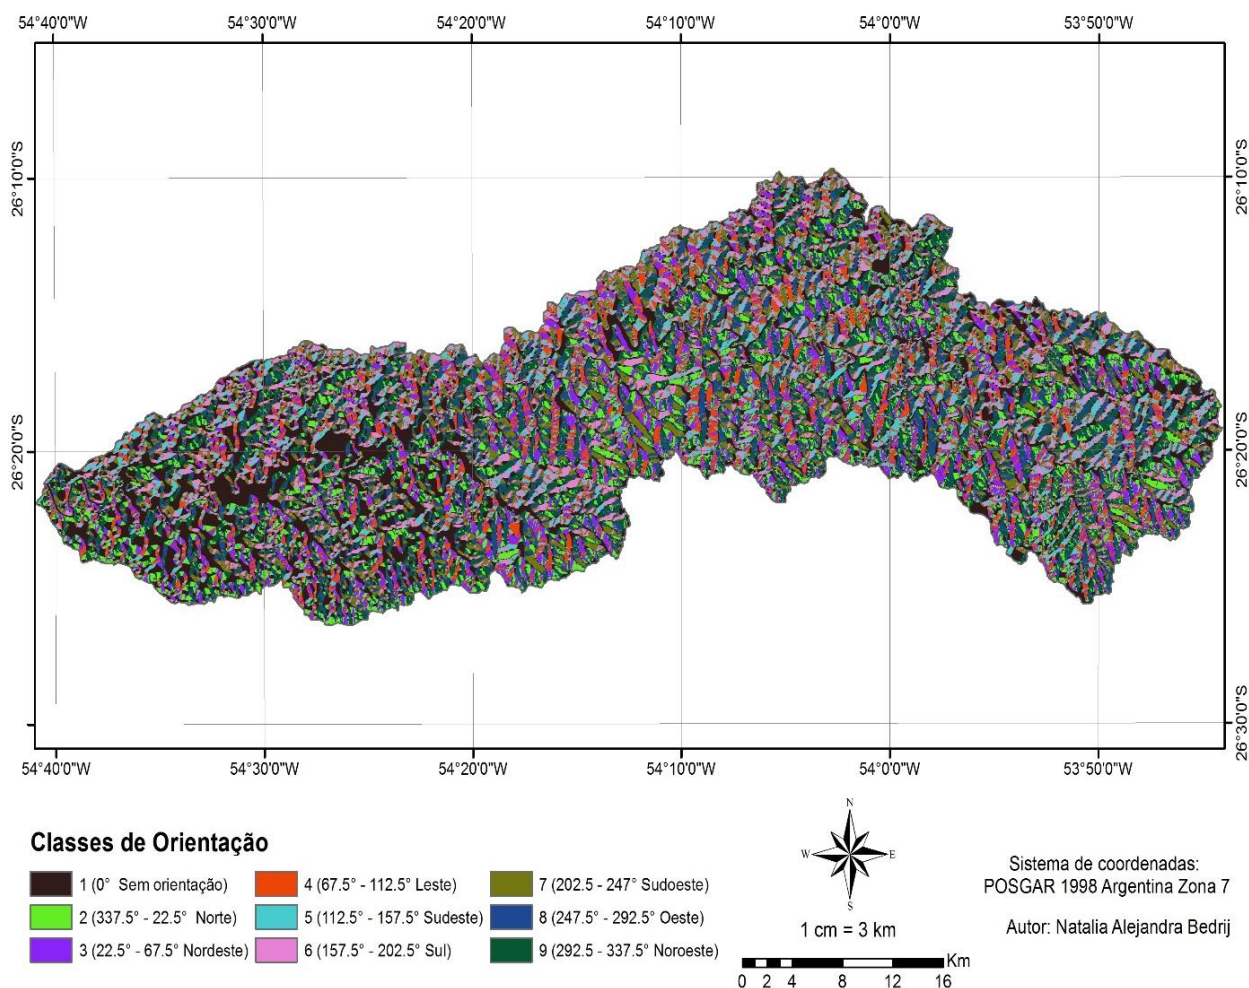 54°40'0"W 54°30'0"W 54°20'0"W 54°10'0"W 54°0'0"W 53°50'0"W
26°10'0"S 26°10'0"S
26°20'0"S 26°20'0"S
26°30'0"S
54°40'0"W 54°30'0"W 54°20'0"W 54°10'0"W 54°0'0"W 53°50'0"W
Classes de Orientação
1 (0° Sem orientação) 4 (67.5° - 112.5° Leste) 7 (202.5 - 247° Sudoeste)
2 (337.5° - 22.5° Norte) 5 (112.5° - 157.5° Sudeste) 8 (247.5° - 292.5° Oeste)
3 (22.5° - 67.5° Nordeste) 6 (157.5° - 202.5° Sul) 9 (292.5 - 337.5° Noroeste)
N
W E
S
1 cm = 3 km
Km
0 2 4 8 12 16
Sistema de coordenadas:
POSGAR 1998 Argentina Zona 7
Autor: Natalia Alejandra Bedrij